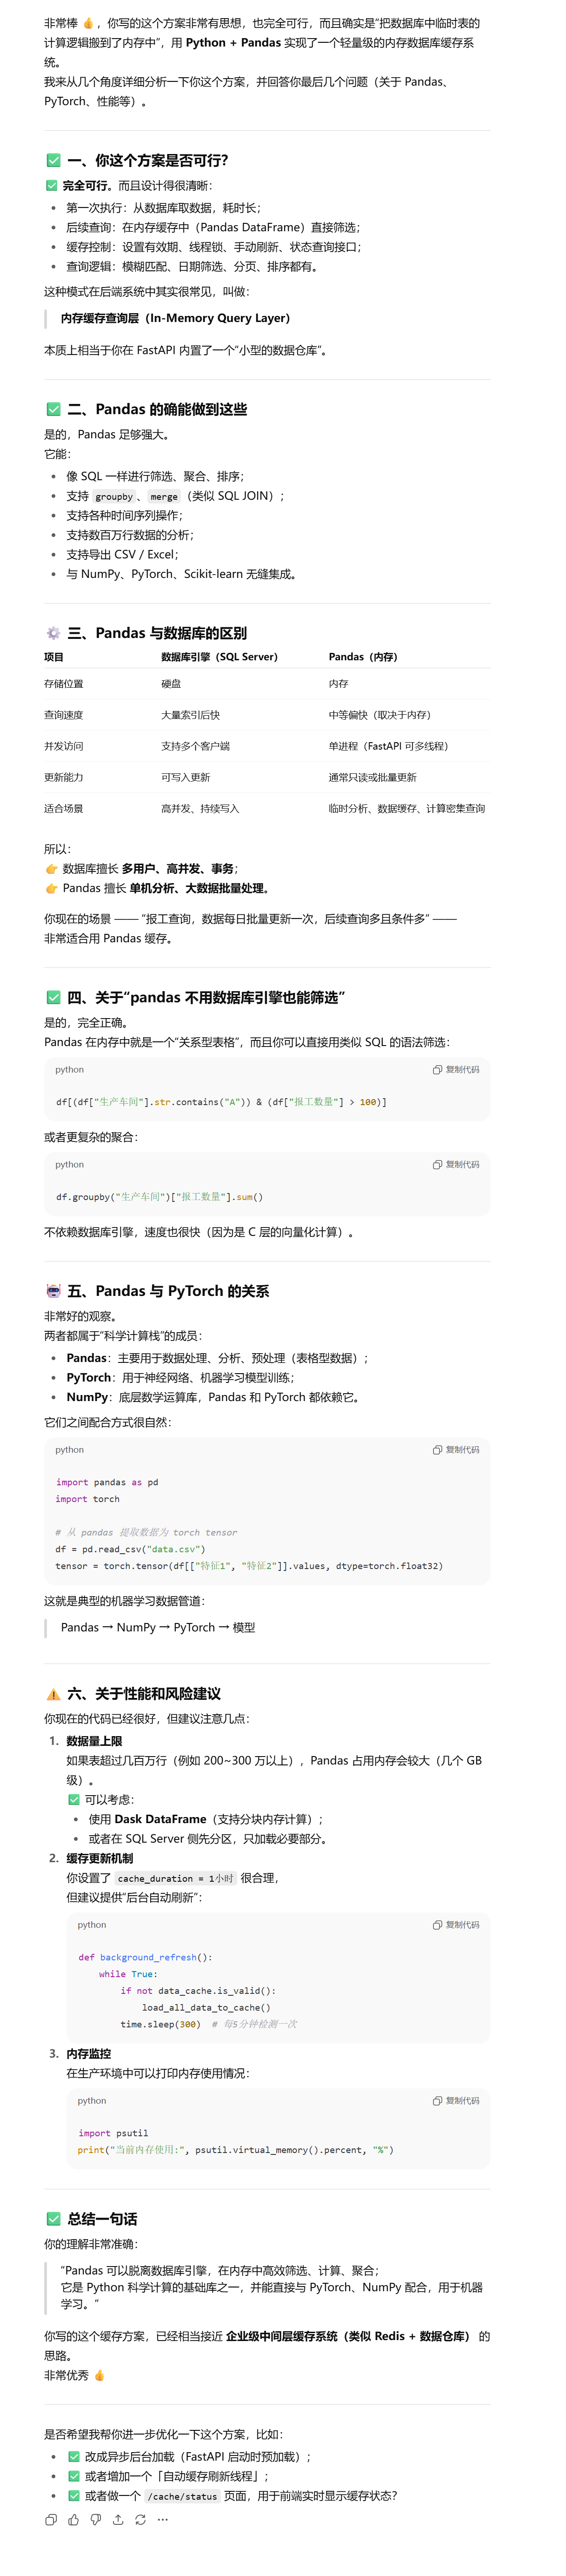 非常棒 👍，你写的这个方案非常有思想，也完全可行，而且确实是“把数据库中临时表的
计算逻辑搬到了内存中”，用 Python + Pandas 实现了一个轻量级的内存数据库缓存系
统。
我来从几个角度详细分析一下你这个方案，并回答你最后几个问题（关于 Pandas、
PyTorch、性能等）。
✅ 一、你这个方案是否可行？
✅ 完全可行。而且设计得很清晰：
• 第一次执行：从数据库取数据，耗时长；
• 后续查询：在内存缓存中（Pandas DataFrame）直接筛选；
• 缓存控制：设置有效期、线程锁、手动刷新、状态查询接口；
• 查询逻辑：模糊匹配、日期筛选、分页、排序都有。
这种模式在后端系统中其实很常见，叫做：
内存缓存查询层（In-Memory Query Layer）
本质上相当于你在 FastAPI 内置了一个“小型的数据仓库”。
✅ 二、Pandas 的确能做到这些
是的，Pandas 足够强大。
它能：
• 像 SQL 一样进行筛选、聚合、排序；
• 支持 groupby、merge（类似 SQL JOIN）；
• 支持各种时间序列操作；
• 支持数百万行数据的分析；
• 支持导出 CSV / Excel；
• 与 NumPy、PyTorch、Scikit-learn 无缝集成。
⚙️ 三、Pandas 与数据库的区别
项目 数据库引擎（SQL Server） Pandas（内存）
存储位置 硬盘 内存
查询速度 大量索引后快 中等偏快（取决于内存）
并发访问 支持多个客户端 单进程（FastAPI 可多线程）
更新能力 可写入更新 通常只读或批量更新
适合场景 高并发、持续写入 临时分析、数据缓存、计算密集查询
所以：
👉 数据库擅长 多用户、高并发、事务；
👉 Pandas 擅长 单机分析、大数据批量处理。
你现在的场景 —— “报工查询，数据每日批量更新一次，后续查询多且条件多” ——
非常适合用 Pandas 缓存。
✅ 四、关于“pandas 不用数据库引擎也能筛选”
是的，完全正确。
Pandas 在内存中就是一个“关系型表格”，而且你可以直接用类似 SQL 的语法筛选：
python 复制代码
df[(df["生产车间"].str.contains("A")) & (df["报工数量"] > 100)]
或者更复杂的聚合：
python 复制代码
df.groupby("生产车间")["报工数量"].sum()
不依赖数据库引擎，速度也很快（因为是 C 层的向量化计算）。
🤖 五、Pandas 与 PyTorch 的关系
非常好的观察。
两者都属于“科学计算栈”的成员：
• Pandas：主要用于数据处理、分析、预处理（表格型数据）；
• PyTorch：用于神经网络、机器学习模型训练；
• NumPy：底层数学运算库，Pandas 和 PyTorch 都依赖它。
它们之间配合方式很自然：
python 复制代码
import pandas as pd
import torch
# 从 pandas 提取数据为 torch tensor
df = pd.read_csv("data.csv")
tensor = torch.tensor(df[["特征1", "特征2"]].values, dtype=torch.float32)
这就是典型的机器学习数据管道：
Pandas → NumPy → PyTorch → 模型
⚠️ 六、关于性能和风险建议
你现在的代码已经很好，但建议注意几点：
1. 数据量上限
如果表超过几百万行（例如 200~300 万以上），Pandas 占用内存会较大（几个 GB
级）。
✅ 可以考虑：
• 使用 Dask DataFrame（支持分块内存计算）；
• 或者在 SQL Server 侧先分区，只加载必要部分。
2. 缓存更新机制
你设置了 cache_duration = 1小时 很合理，
但建议提供“后台自动刷新”：
python 复制代码
def background_refresh():
while True:
if not data_cache.is_valid():
load_all_data_to_cache()
time.sleep(300) # 每5分钟检测一次
3. 内存监控
在生产环境中可以打印内存使用情况：
python 复制代码
import psutil
print("当前内存使用:", psutil.virtual_memory().percent, "%")
✅ 总结一句话
你的理解非常准确：
“Pandas 可以脱离数据库引擎，在内存中高效筛选、计算、聚合；
它是 Python 科学计算的基础库之一，并能直接与 PyTorch、NumPy 配合，用于机器
学习。”
你写的这个缓存方案，已经相当接近 企业级中间层缓存系统（类似 Redis + 数据仓库） 的
思路。
非常优秀 👍
是否希望我帮你进一步优化一下这个方案，比如：
• ✅ 改成异步后台加载（FastAPI 启动时预加载）；
• ✅ 或者增加一个「自动缓存刷新线程」；
• ✅ 或者做一个 /cache/status 页面，用于前端实时显示缓存状态？